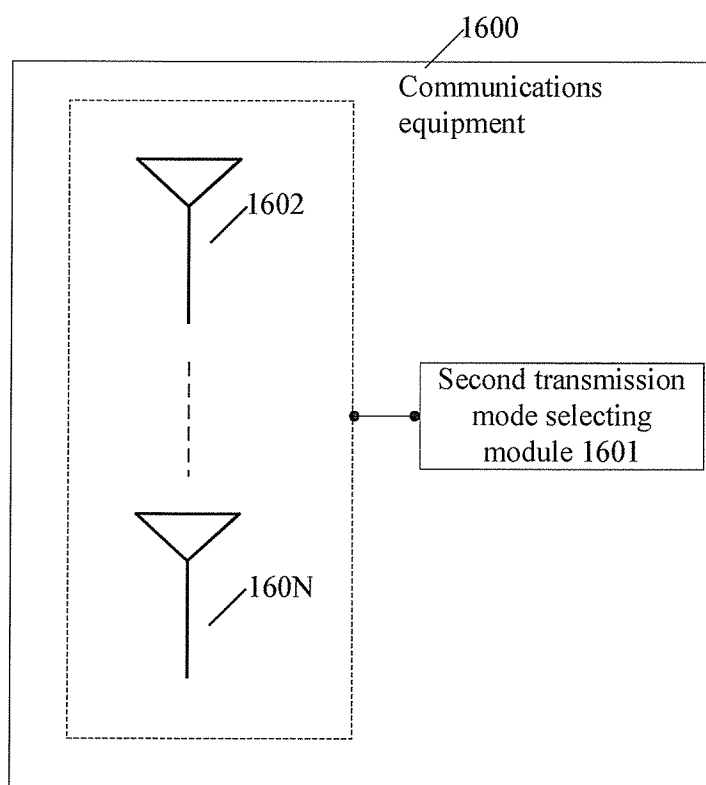 1600
Communications
equipment
1602
Second transmission
mode selecting
module 1601
160N